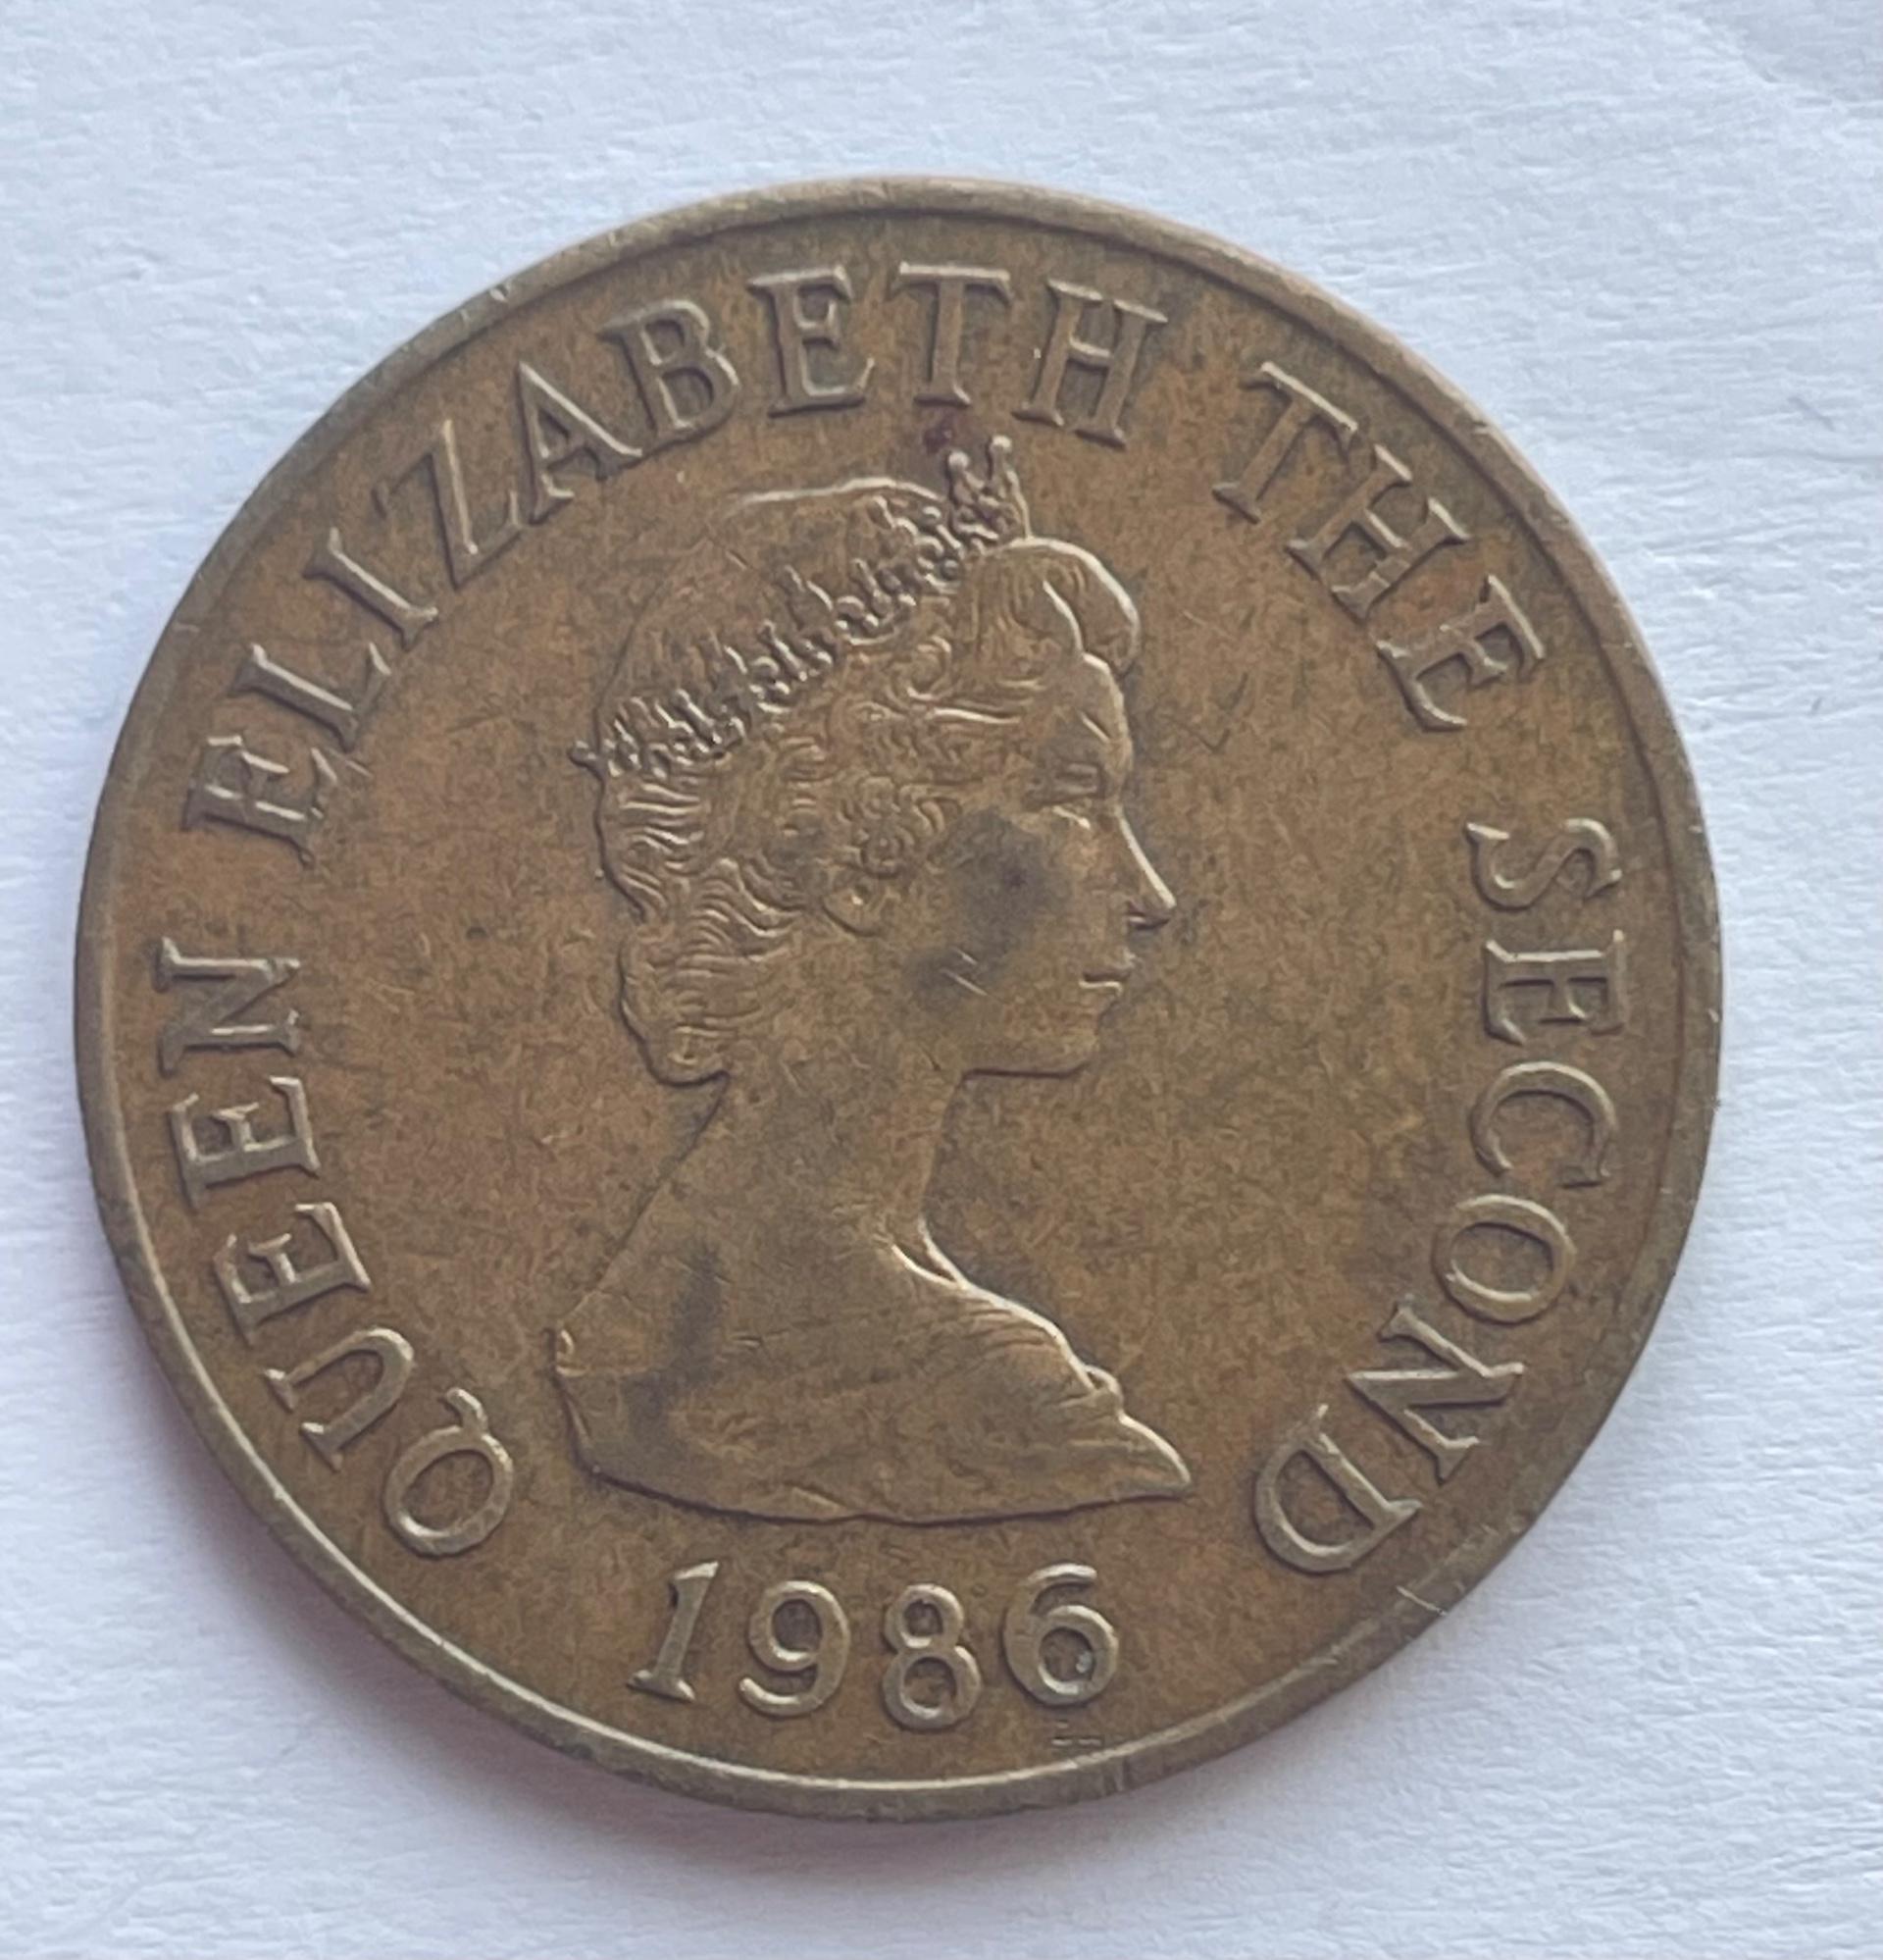 QUEEN ELIZABETH THE SECOND
1986